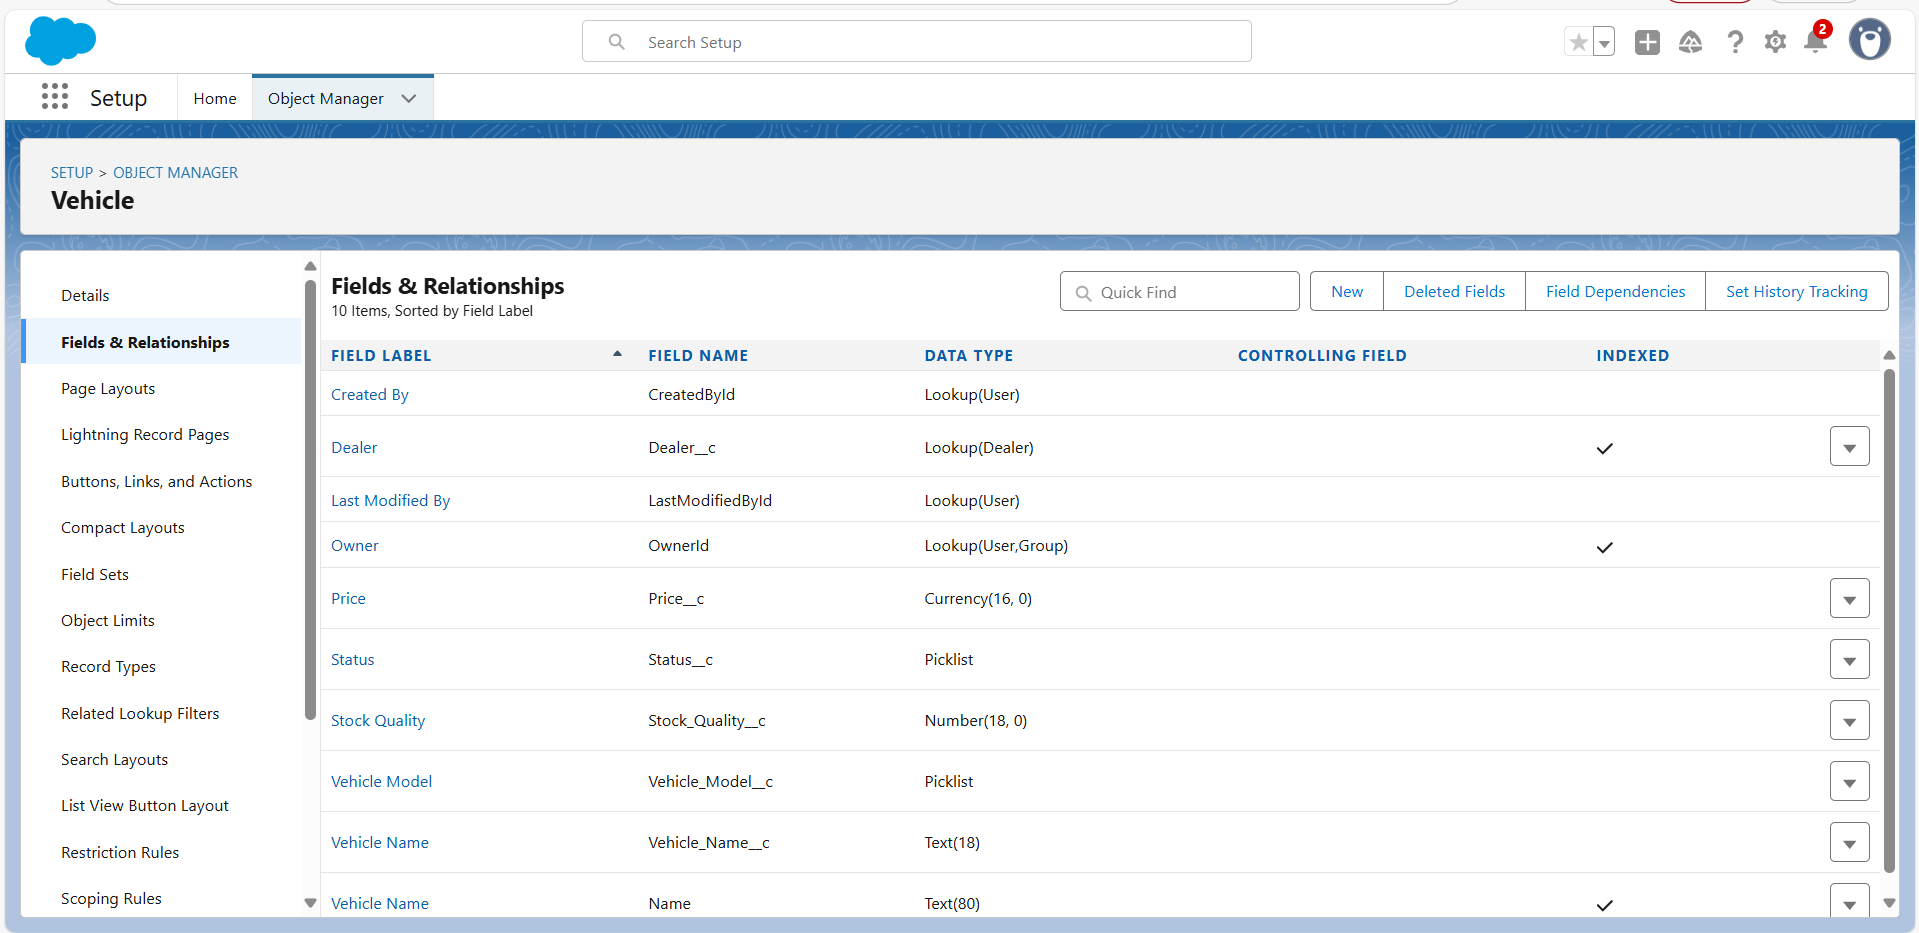 Search Setup
2
Setup
Home
Object Manager
SETUP > OBJECT MANAGER
Vehicle
Details
Fields & Relationships
Page Layouts
Lightning Record Pages
Buttons, Links, and Actions
Compact Layouts
Field Sets
Object Limits
Record Types
Related Lookup Filters
Search Layouts
List View Button Layout
Restriction Rules
Scoping Rules
Fields & Relationships
10 Items, Sorted by Field Label
Quick Find
New
Deleted Fields
Field Dependencies
Set History Tracking
FIELD LABEL FIELD NAME DATA TYPE CONTROLLING FIELD INDEXED
Created By CreatedById Lookup(User)
Dealer Dealer__c Lookup(Dealer)
Last Modified By LastModifiedById Lookup(User)
Owner OwnerId Lookup(User,Group)
Price Price__c Currency(16, 0)
Status Status__c Picklist
Stock Quality Stock_Quality__c Number(18, 0)
Vehicle Model Vehicle_Model__c Picklist
Vehicle Name Vehicle_Name__c Text(18)
Vehicle Name Name Text(80)